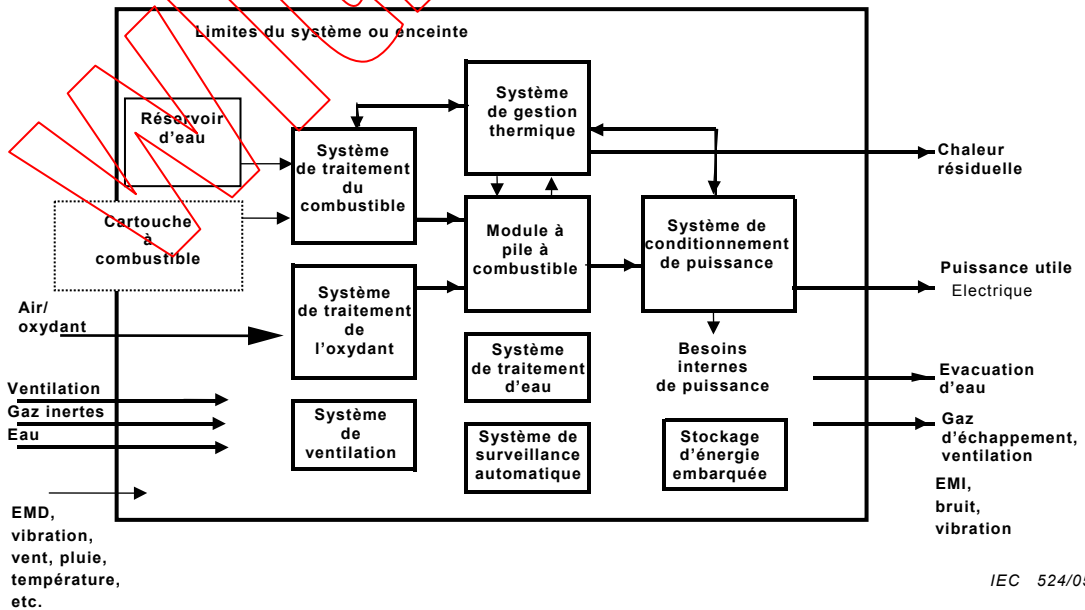 Limites du système ou enceinte
Réservoir
d'eau
Cartouche
à
combustible
Air/
oxydant
Ventilation
Gaz inertes
Eau
EMD,
vibration,
vent, pluie,
température,
etc.
Système
de traitement
du
combustible
Système
de traitement
de
l'oxydant
Système
de
ventilation
Système
de gestion
thermique
Module à
pile à
combustible
Système
de traitement
d'eau
Système de
surveillance
automatique
Système de
conditionnement
de puissance
Besoins
internes
de puissance
Stockage
d'énergie
embarquée
Chaleur
résiduelle
Puissance utile
Electrique
Evacuation
d'eau
Gaz
d'échappement,
ventilation
EMI,
bruit,
vibration
IEC 524/05